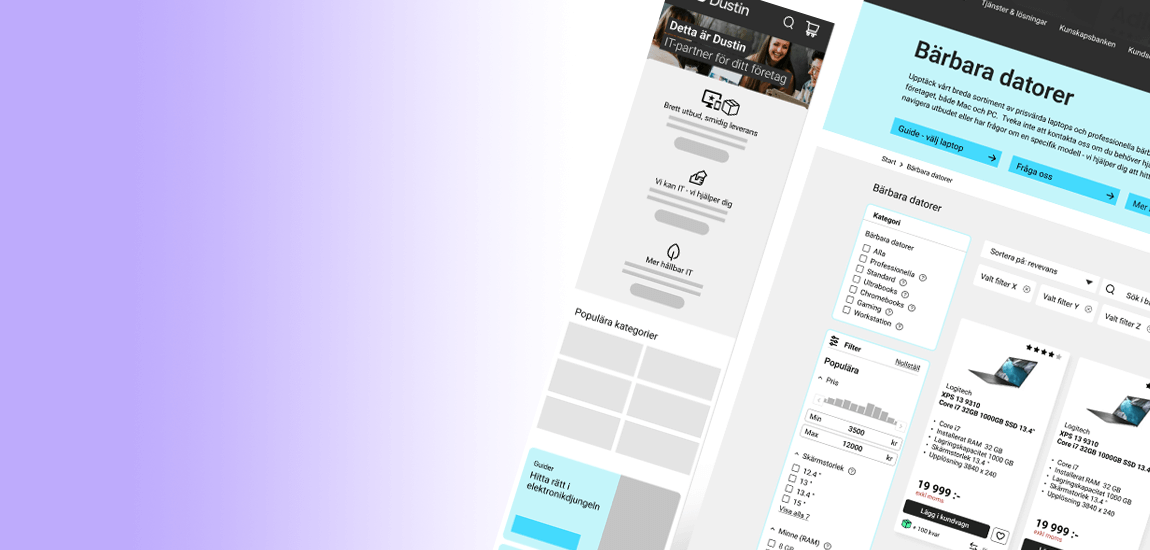 Dustin
Detta är Dustin
IT-partner för ditt företag
Brett utbud, smidig leverans
Vi kan IT - vi hjälper dig
Mer hållbar IT
Populära kategorier
Guider
Hitta rätt i
elektronikdjungeln
Tjänster & lösningar
Kunskapsbanken
Bärbara datorer
Upptäck vårt breda sortiment av prisvärda laptops och professionella
företaget, både Mac och PC. Tveka inte att kontakta oss om du behöver
navigera utbudet eller har frågor om en specifik modell - vi hjälper dig att
Guide - välj laptop
Fråga oss
Mer
Start > Bärbara datorer
Bärbara datorer
Kategori
Bärbara datorer
Alla
Professionella
Standard
Ultrabooks
Chromebooks
Gaming
Workstation
Filter
Nollställ
Populära
Pris
Min 3500 kr
Max 12000 kr
Skärmstorlek
12.4 "
13 "
13.4 "
15 "
Visa alla 7
Minne (RAM)
8 GB
Sortera på: revevans
Sök i
Valt filter X
Valt filter Y
Valt filter Z
Logitech
XPS 13 9310
Core i7 32GB 1000GB SSD 13.4"
• Core i7
• Installerat RAM 32 GB
• Lagringskapacitet 1000 GB
• Skärmstorlek 13.4 "
• Upplösning 3840 x 240
19 999 :-
exkl moms
Lägg i kundvagn
+ 100 kvar
Logitech
XPS 13 9310
Core i7 32GB 1000GB SSD 13.4
• Core i7
• Installerat RAM 32 GB
• Lagringskapacitet 1000 GB
• Skärmstorlek 13.4 "
• Upplösning 3840 x 240
19 999 :-
exkl moms